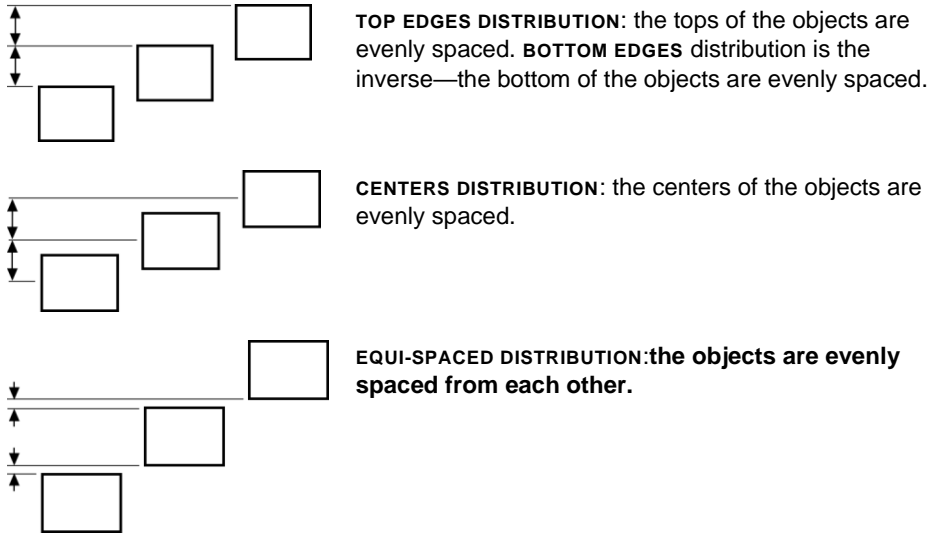 TOP EDGES DISTRIBUTION: the tops of the objects are
evenly spaced. BOTTOM EDGES distribution is the
inverse—the bottom of the objects are evenly spaced.
CENTERS DISTRIBUTION: the centers of the objects are
evenly spaced.
EQUI-SPACED DISTRIBUTION:the objects are evenly
spaced from each other.